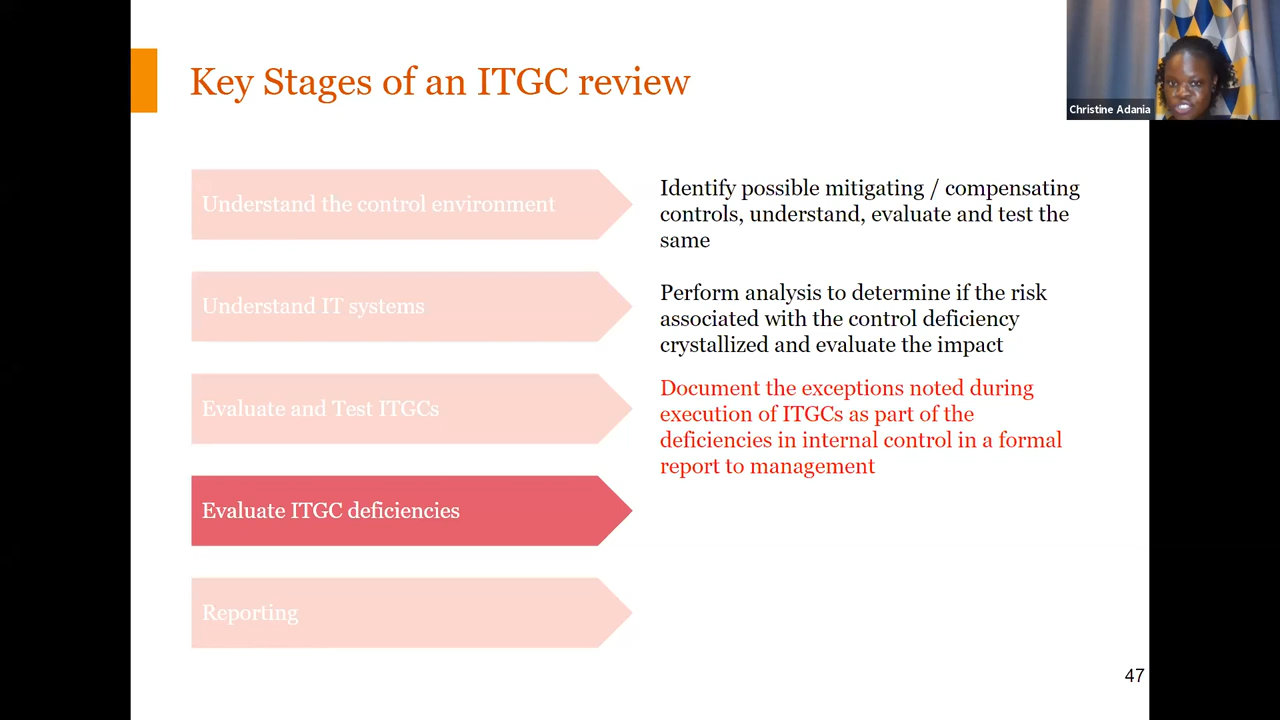 Key Stages of an ITGC review
Christine Adania
Understand the control environment
Understand IT systems
Evaluate and Test ITGCs
Evaluate ITGC deficiencies
Reporting
Identify possible mitigating / compensating
controls, understand, evaluate and test the
same
Perform analysis to determine if the risk
associated with the control deficiency
crystallized and evaluate the impact
Document the exceptions noted during
execution of ITGCs as part of the
deficiencies in internal control in a formal
report to management
47